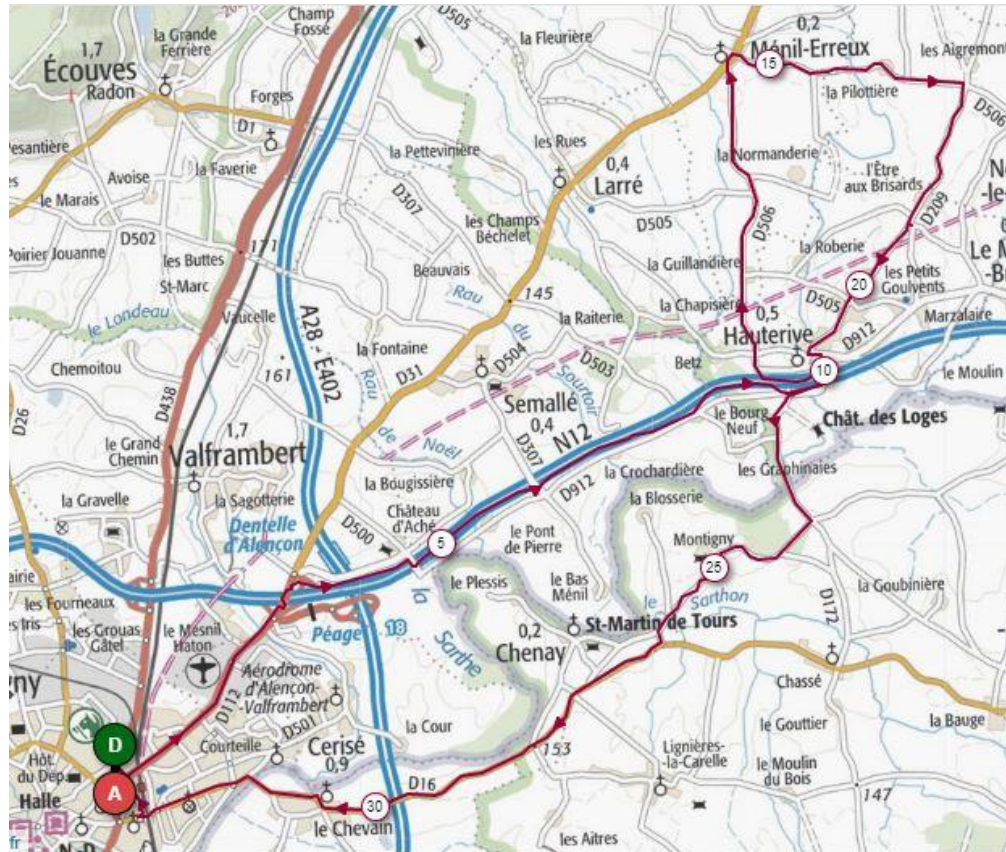 D505
Champ
Fossé
la Grande
Ferrière
1,7
Écouves
Radon
la Fleurière
0,2
Ménil-Erreux
15
les Aigremont
la Pilottière
D506
Forges
D1
la Pettevinière
les Rues
la Faverie
Avoise
le Marais
D307
0,4
Larré
la Normanderie
l'Être
aux Brisards
D209
D502
Poirier Jouanne
les Buttes
171
St-Marc
les Champs
Béchelet
D505
D506
la Roberie
Beauvais
la Guillandière
20
les Petits
Goulvents
le Londeau
Vaucelle
A28 - E402
Rau
du
145
la Chapisière
D505
0,5
Hauterive
D912
Marzalaire
la Raiterie
la Fontaine
D31
D504
D503
Sournoir
Betz
10
le Moulin
Chemoitou
161
D438
D26
Rau
de Noël
Semallé
0,4
N12
le Bourg
Neuf
Chât. des Loges
le Grand
Chemin
1,7
Valframbert
D307
D912
la Crochardière
les Graphinaies
la Gravelle
la Sagotterie
la Bougissière
la Blosserie
Dentelle
d'Alençon
D500
Château
d'Aché
5
le Pont
de Pierre
Montigny
25
la Goubinière
le Plessis
le Bas
Ménil
le Sarthon
D172
les Fourneaux
les Grouas
Gâtel
le Mesnil
Haton
Péage
18
la
Sarthe
0,2
Chenay
St-Martin de Tours
Aérodrome
d'Alençon-
Valframbert
D112
D501
Chassé
la Bauge
la Cour
Courteille
Cerisé
0,9
153
Lignières-
la-Carelle
le Gouttier
le Moulin
du Bois
147
D
A
Hôt.
du Dép.
Halle
D16
30
le Chevain
les Aitres
N-D
fr